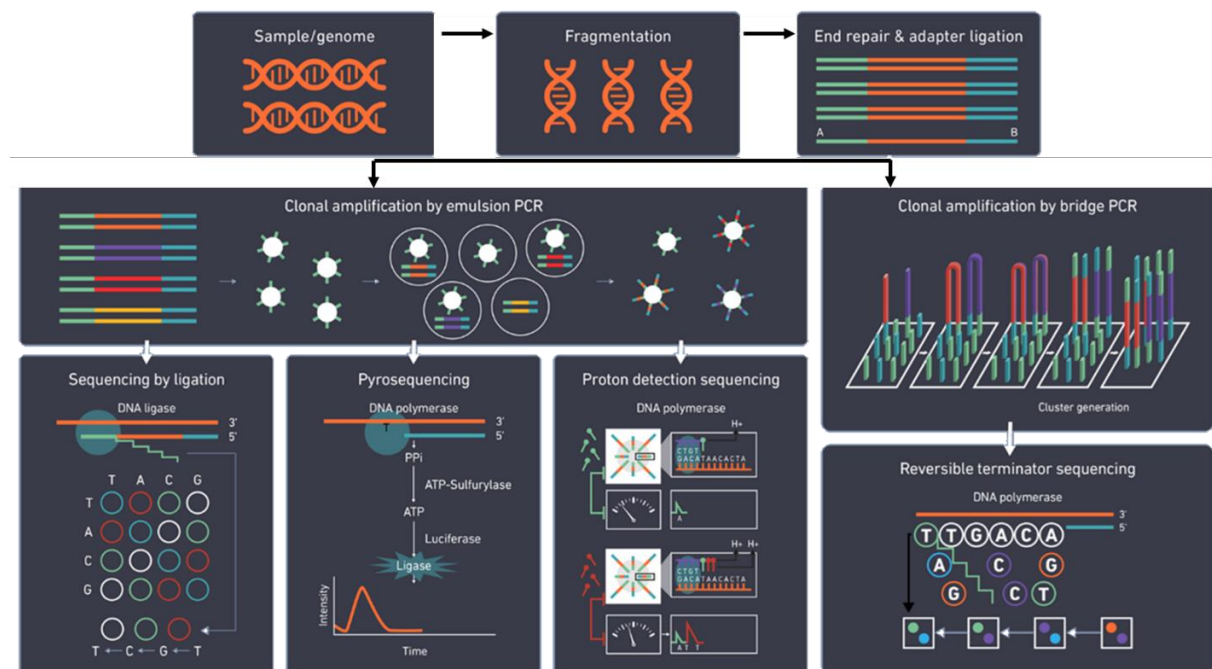 Sample/genome
Fragmentation
End repair & adapter ligation
A
B
Clonal amplification by emulsion PCR
Clonal amplification by bridge PCR
Cluster generation
Sequencing by ligation
DNA ligase
3'
5'
T A C G
T
A
C
G
T C G T
Pyrosequencing
DNA polymerase
T
3'
5'
PPi
ATP-Sulfurylase
ATP
Luciferase
Ligase
Intensity
Time
Proton detection sequencing
DNA polymerase
H+
CTGT
GACATAACACTA
A
H+ H+
CTGT
GACATAACACTA
A T T
Reversible terminator sequencing
DNA polymerase
3'
5'
T T G A C A
A C G
G C T